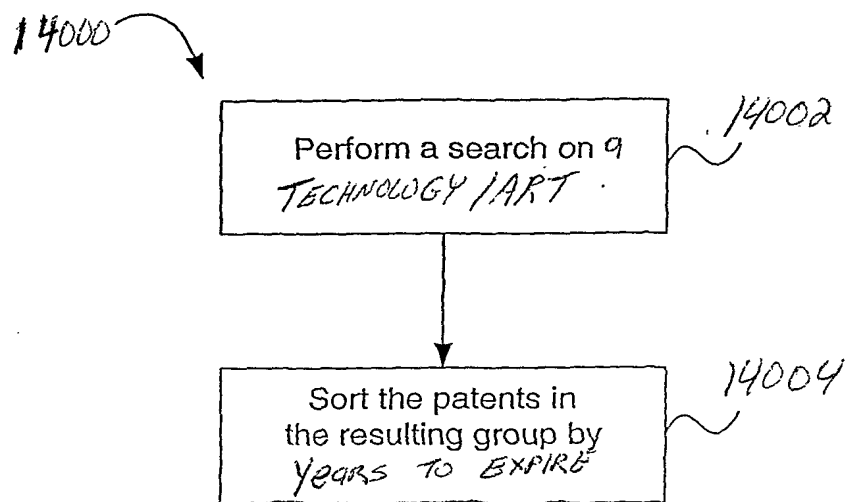 14000
14002
Perform a search on a
TECHNOLOGY / ART
14004
Sort the patents in
the resulting group by
years TO EXPIRE